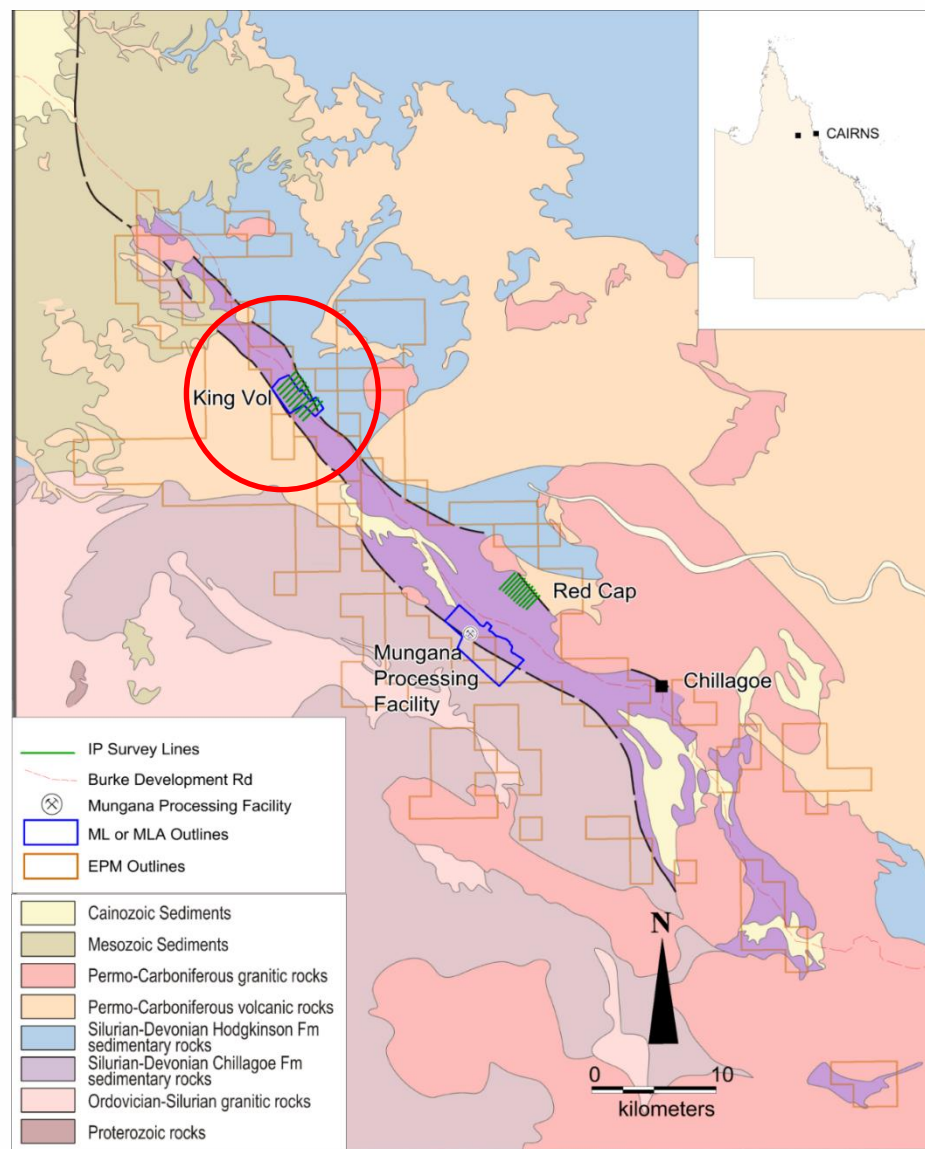 CAIRNS
King Vol
Red Cap
Mungana
Processing
Facility
Chillagoe
IP Survey Lines
Burke Development Rd
Mungana Processing Facility
ML or MLA Outlines
EPM Outlines
Cainozoic Sediments
Mesozoic Sediments
Permo-Carboniferous granitic rocks
Permo-Carboniferous volcanic rocks
Silurian-Devonian Hodgkinson Fm
sedimentary rocks
Silurian-Devonian Chillagoe Fm
sedimentary rocks
Ordovician-Silurian granitic rocks
Proterozoic rocks
N
0 10
kilometers